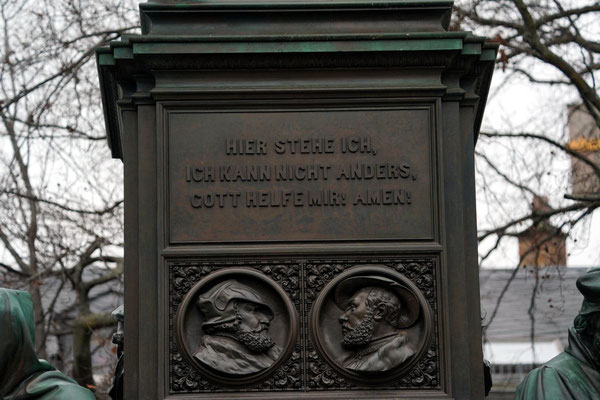 HIER STEHE ICH,
ICH KANN NICHT ANDERS,
GOTT HELFE MIR! AMEN!